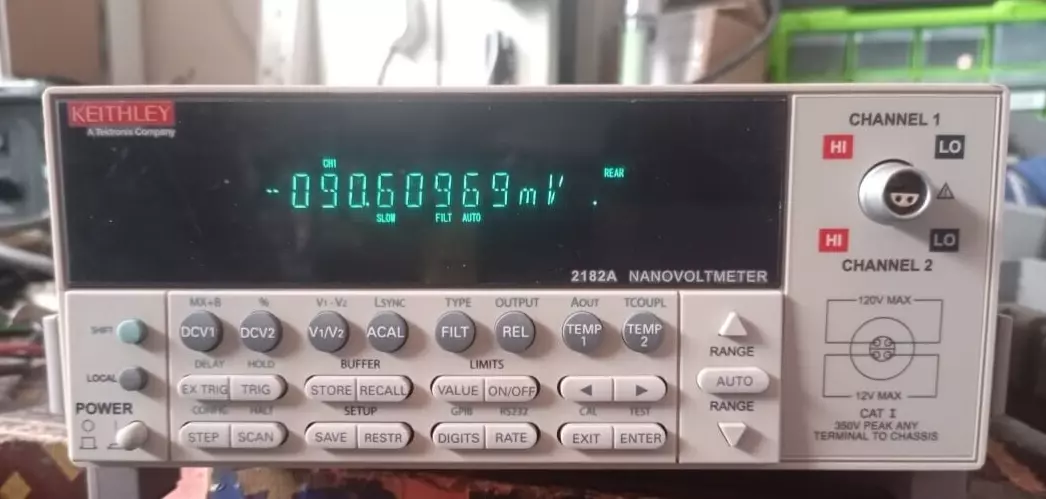 KEITHLEY
A Tektronix Company
CH1
-090.60969mV .
REAR
SLOW FILT AUTO
2182A NANOVOLTMETER
CHANNEL 1
HI LO
HI LO
CHANNEL 2
120V MAX
12V MAX
CAT I
350V PEAK ANY
TERMINAL TO CHASSIS
MX+B % V1-V2 LSYNC TYPE OUTPUT AOUT TCOUPL
SHIFT DCV1 DCV2 V1/V2 ACAL FILT REL TEMP 1 TEMP 2
DELAY HOLD BUFFER LIMITS
LOCAL EX TRIG TRIG STORE RECALL VALUE ON/OFF
CONFIG HALT SETUP GPIB RS232 CAL TEST
POWER
STEP SCAN SAVE RESTR DIGITS RATE EXIT ENTER
RANGE
AUTO
RANGE